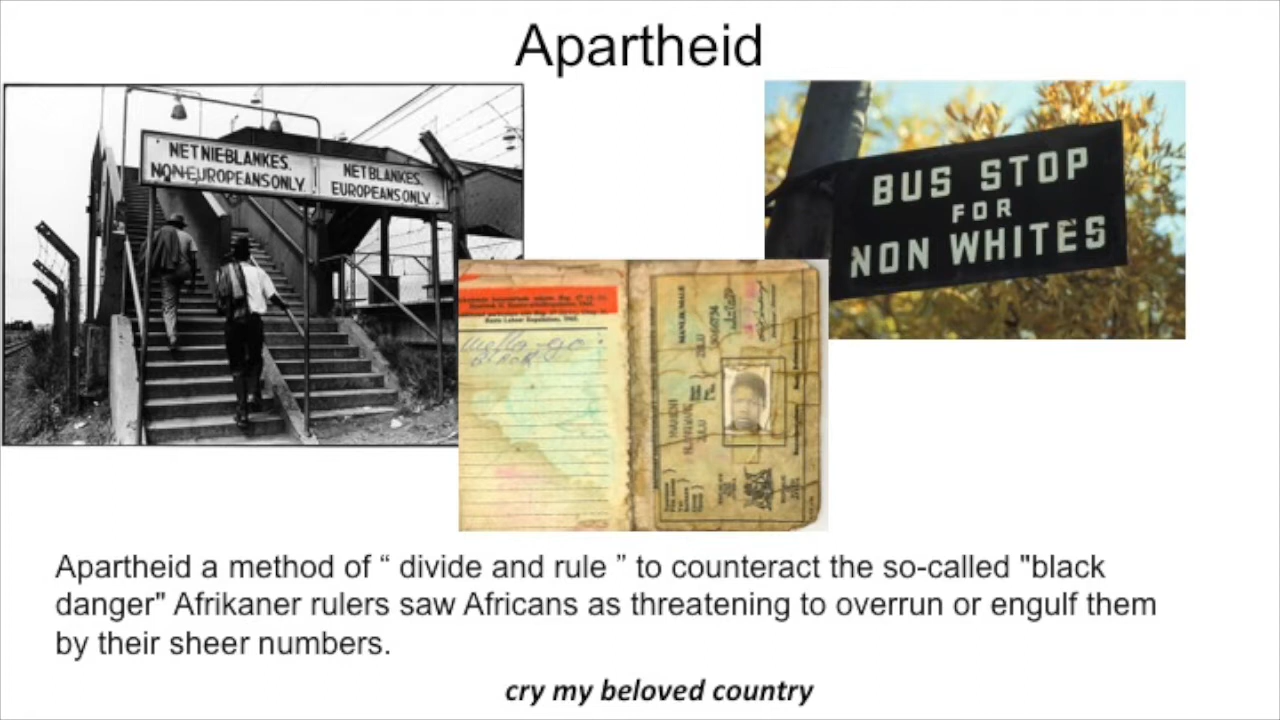 Apartheid
NET NIEBLANKES.
NON-EUROPEANS ONLY.
NET BLANKES.
EUROPEANS ONLY.
BUS STOP
FOR
NON WHITES
Apartheid a method of “ divide and rule ” to counteract the so-called "black
danger" Afrikaner rulers saw Africans as threatening to overrun or engulf them
by their sheer numbers.
cry my beloved country